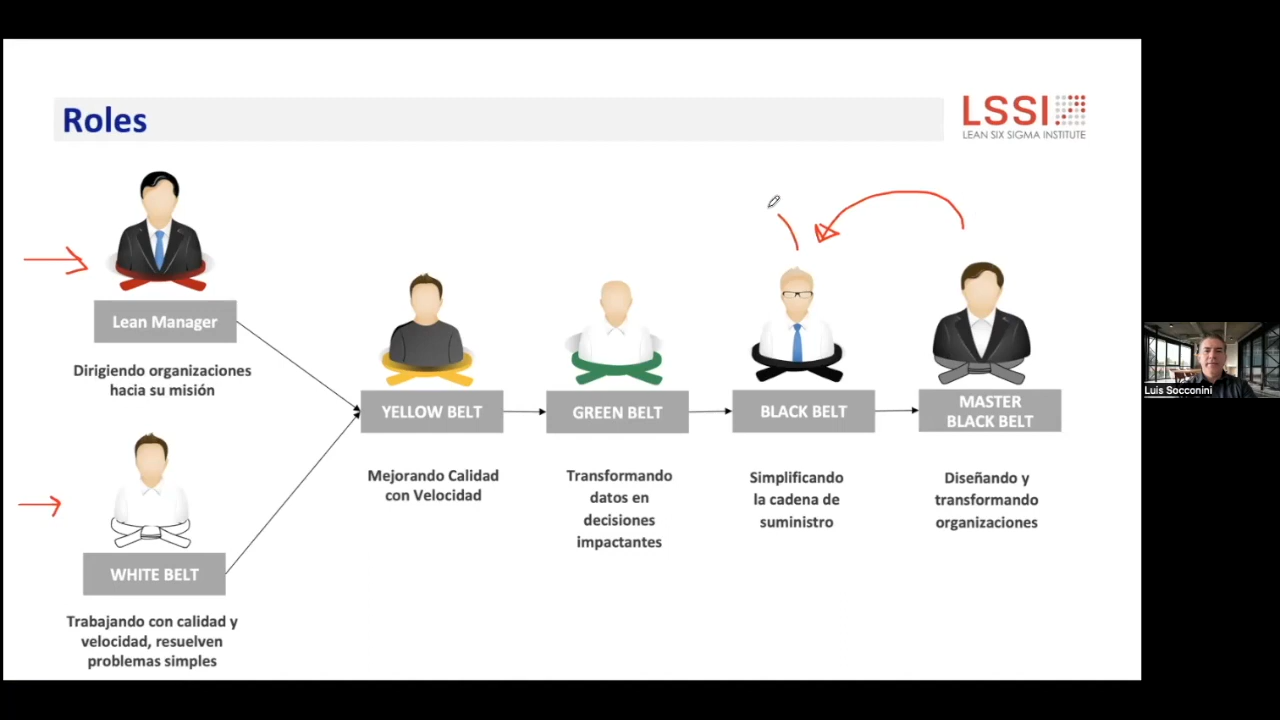 Roles
LSSI
LEAN SIX SIGMA INSTITUTE
Lean Manager
Dirigiendo organizaciones
hacia su misión
WHITE BELT
Trabajando con calidad y
velocidad, resuelven
problemas simples
YELLOW BELT
Mejorando Calidad
con Velocidad
GREEN BELT
Transformando
datos en
decisiones
impactantes
BLACK BELT
Simplificando
la cadena de
suministro
MASTER
BLACK BELT
Diseñando y
transformando
organizaciones
Luis Socconini